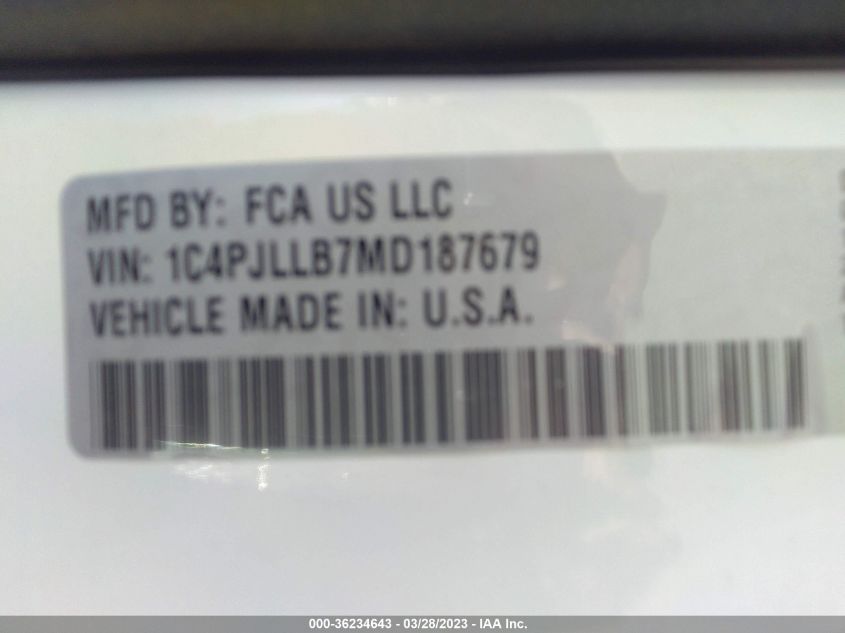 MFD BY: FCA US LLC
VIN: 1C4PJLLB7MD187679
VEHICLE MADE IN: U.S.A.
000-36234643 - 03/28/2023 - IAA Inc.